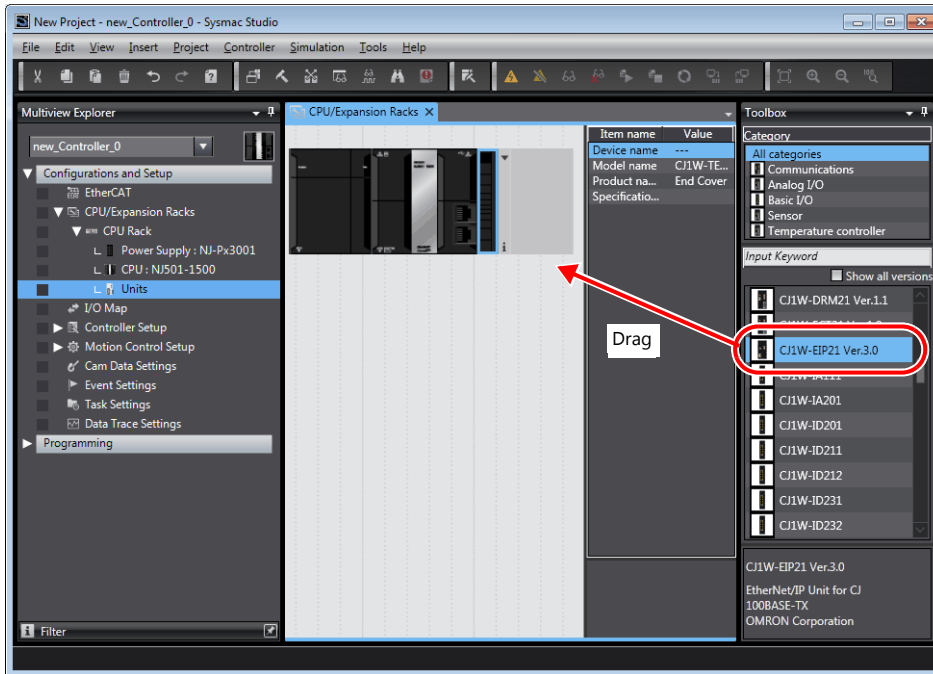 New Project - new_Controller_0 - Sysmac Studio
File Edit View Insert Project Controller Simulation Tools Help
Multiview Explorer
new_Controller_0
Configurations and Setup
EtherCAT
CPU/Expansion Racks
CPU Rack
Power Supply : NJ-Px3001
CPU : NJ501-1500
Units
I/O Map
Controller Setup
Motion Control Setup
Cam Data Settings
Event Settings
Task Settings
Data Trace Settings
Programming
Filter
CPU/Expansion Racks
Item name Value
Device name ---
Model name CJ1W-TE...
Product na... End Cover
Specificatio...
Drag
Toolbox
Category
All categories
Communications
Analog I/O
Basic I/O
Sensor
Temperature controller
Input Keyword
Show all versions
CJ1W-DRM21 Ver.1.1
CJ1W-EIP21 Ver.3.0
CJ1W-IA111
CJ1W-IA201
CJ1W-ID201
CJ1W-ID211
CJ1W-ID212
CJ1W-ID231
CJ1W-ID232
CJ1W-EIP21 Ver.3.0
EtherNet/IP Unit for CJ
100BASE-TX
OMRON Corporation